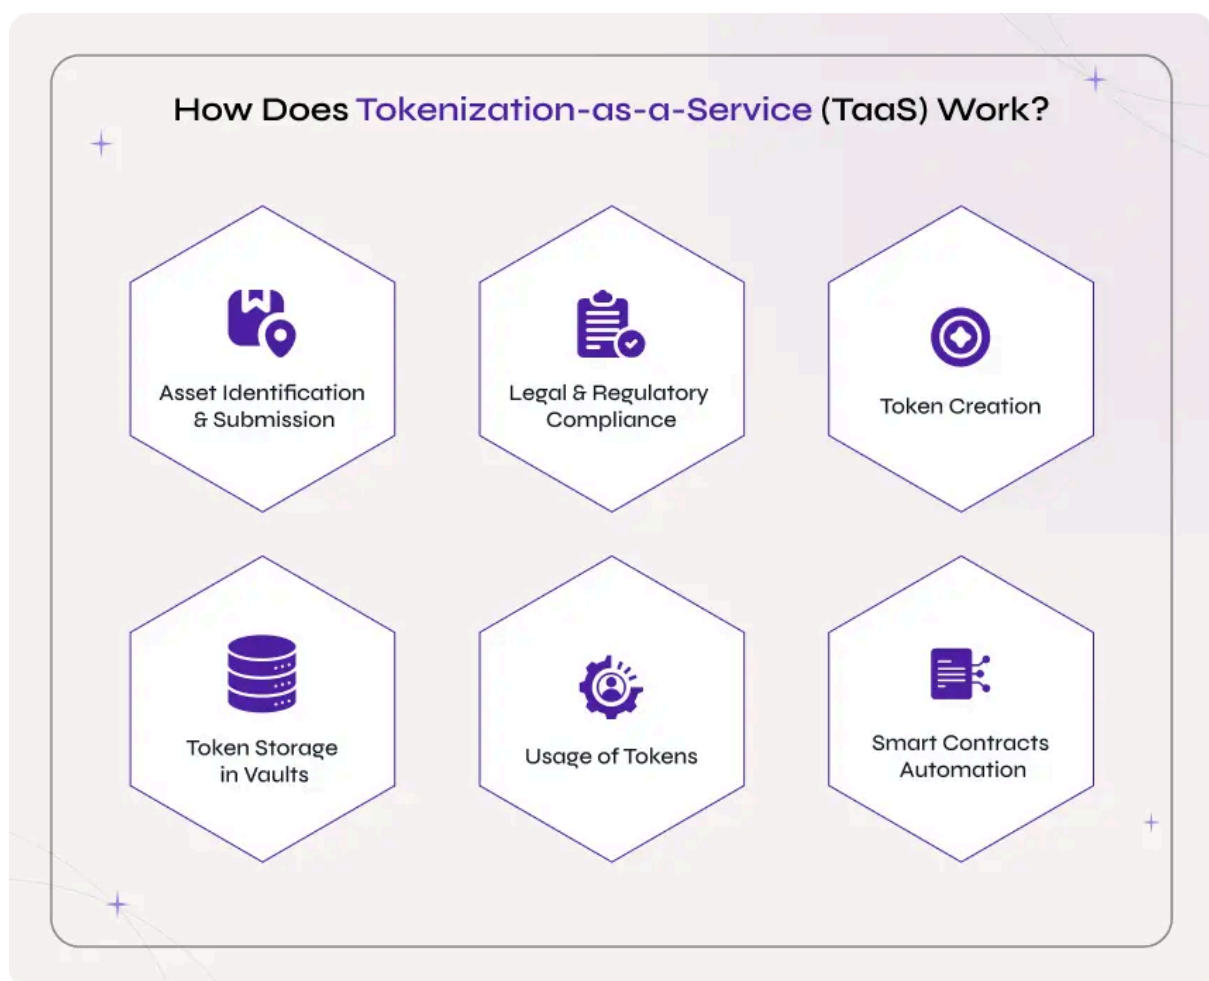 How Does Tokenization-as-a-Service (TaaS) Work?
Asset Identification
& Submission
Legal & Regulatory
Compliance
Token Creation
Token Storage
in Vaults
Usage of Tokens
Smart Contracts
Automation